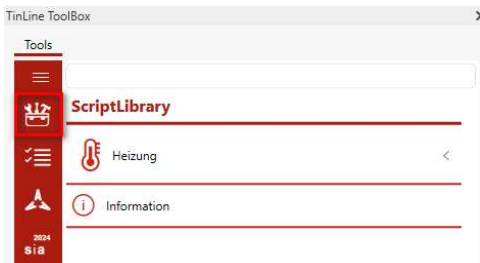 TinLine ToolBox
Tools
ScriptLibrary
Heizung
Information
2024
sia